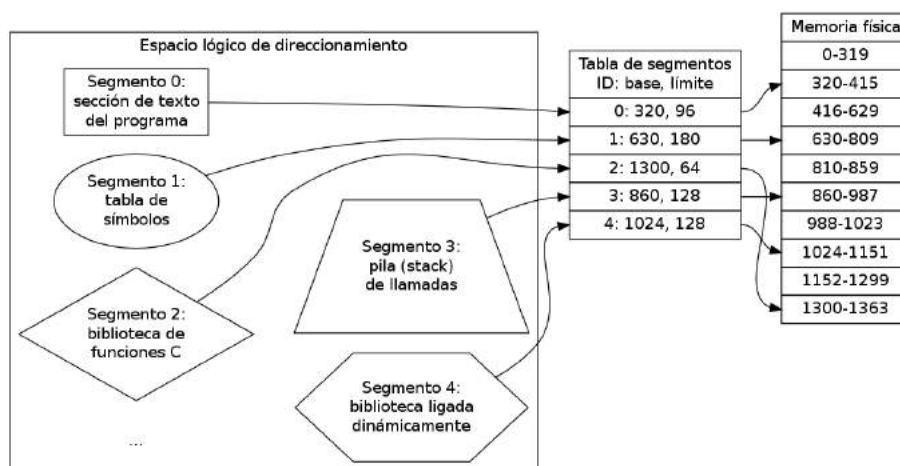 Espacio lógico de direccionamiento
Segmento 0:
sección de texto
del programa
Segmento 1:
tabla de
símbolos
Segmento 2:
biblioteca de
funciones C
...
Segmento 3:
pila (stack)
de llamadas
Segmento 4:
biblioteca ligada
dinámicamente
Tabla de segmentos
ID: base, límite
0: 320, 96
1: 630, 180
2: 1300, 64
3: 860, 128
4: 1024, 128
Memoria física
0-319
320-415
416-629
630-809
810-859
860-987
988-1023
1024-1151
1152-1299
1300-1363